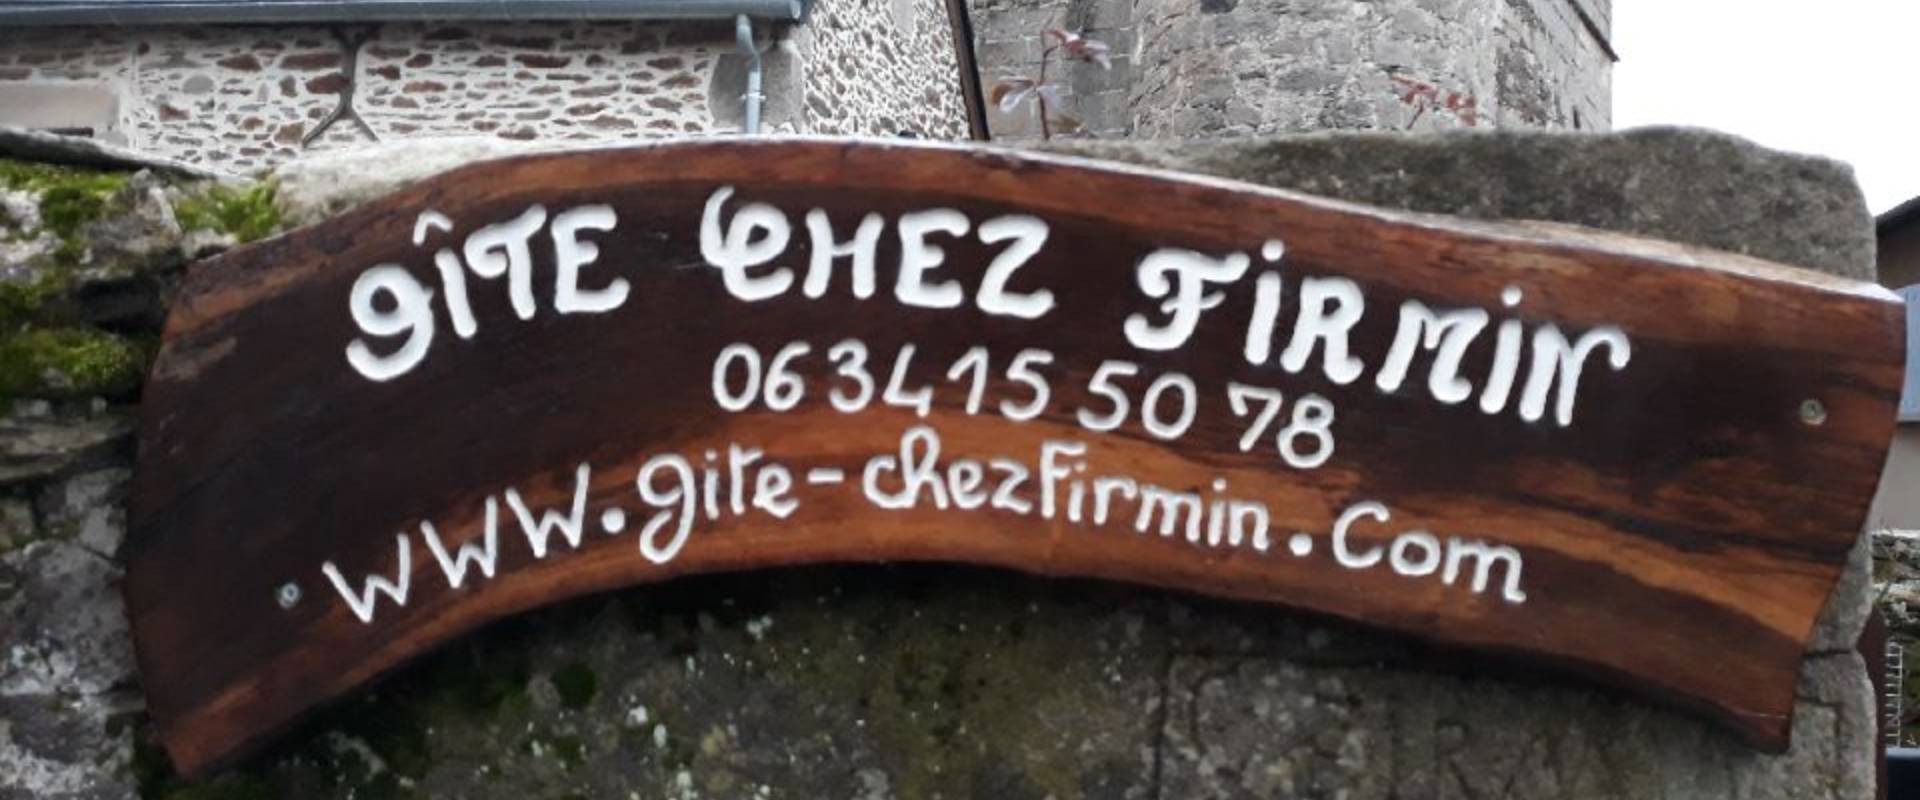 GÎTE CHEZ FIRMIN
06 34 15 50 78
WWW.gite-chezfirmin.Com